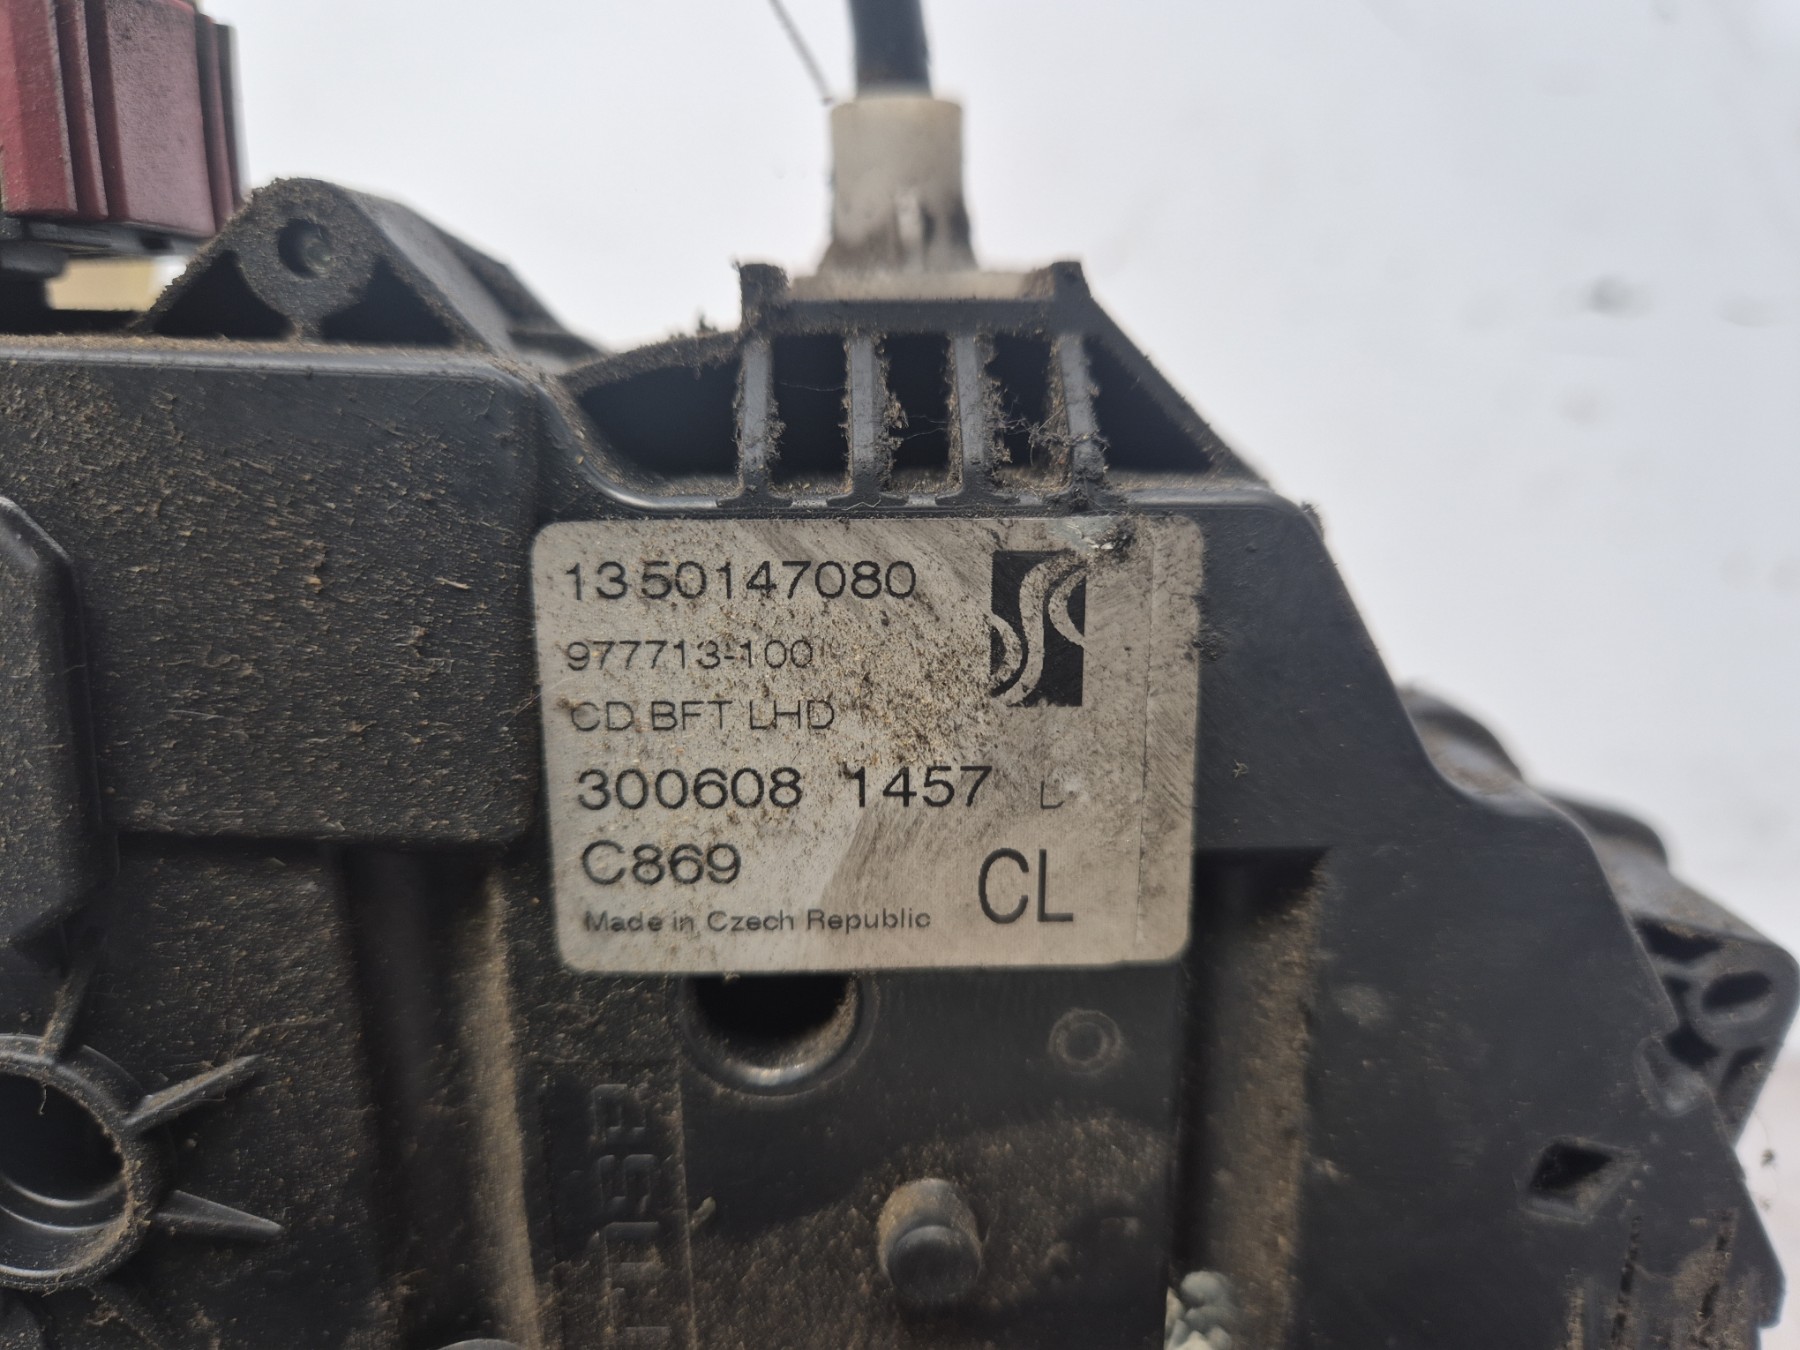 1350147080
977713-100
CD BFT LHD
300608 1457 L
C869
CL
Made in Czech Republic